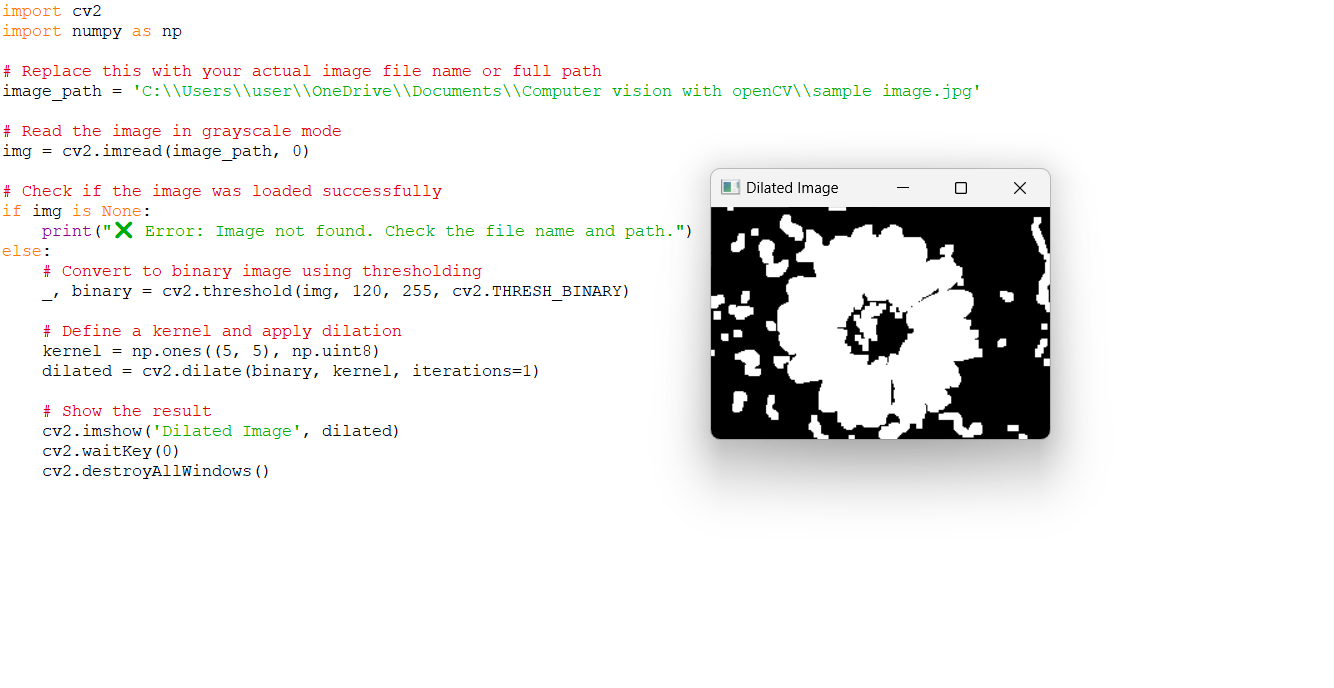 import cv2
import numpy as np
# Replace this with your actual image file name or full path
image_path = 'C:\\Users\\user\\OneDrive\\Documents\\Computer vision with openCV\\sample image.jpg'
# Read the image in grayscale mode
img = cv2.imread(image_path, 0)
# Check if the image was loaded successfully
if img is None:
    print("❌ Error: Image not found. Check the file name and path.")
else:
    # Convert to binary image using thresholding
    _, binary = cv2.threshold(img, 120, 255, cv2.THRESH_BINARY)
    # Define a kernel and apply dilation
    kernel = np.ones((5, 5), np.uint8)
    dilated = cv2.dilate(binary, kernel, iterations=1)
    # Show the result
    cv2.imshow('Dilated Image', dilated)
    cv2.waitKey(0)
    cv2.destroyAllWindows()
Dilated Image